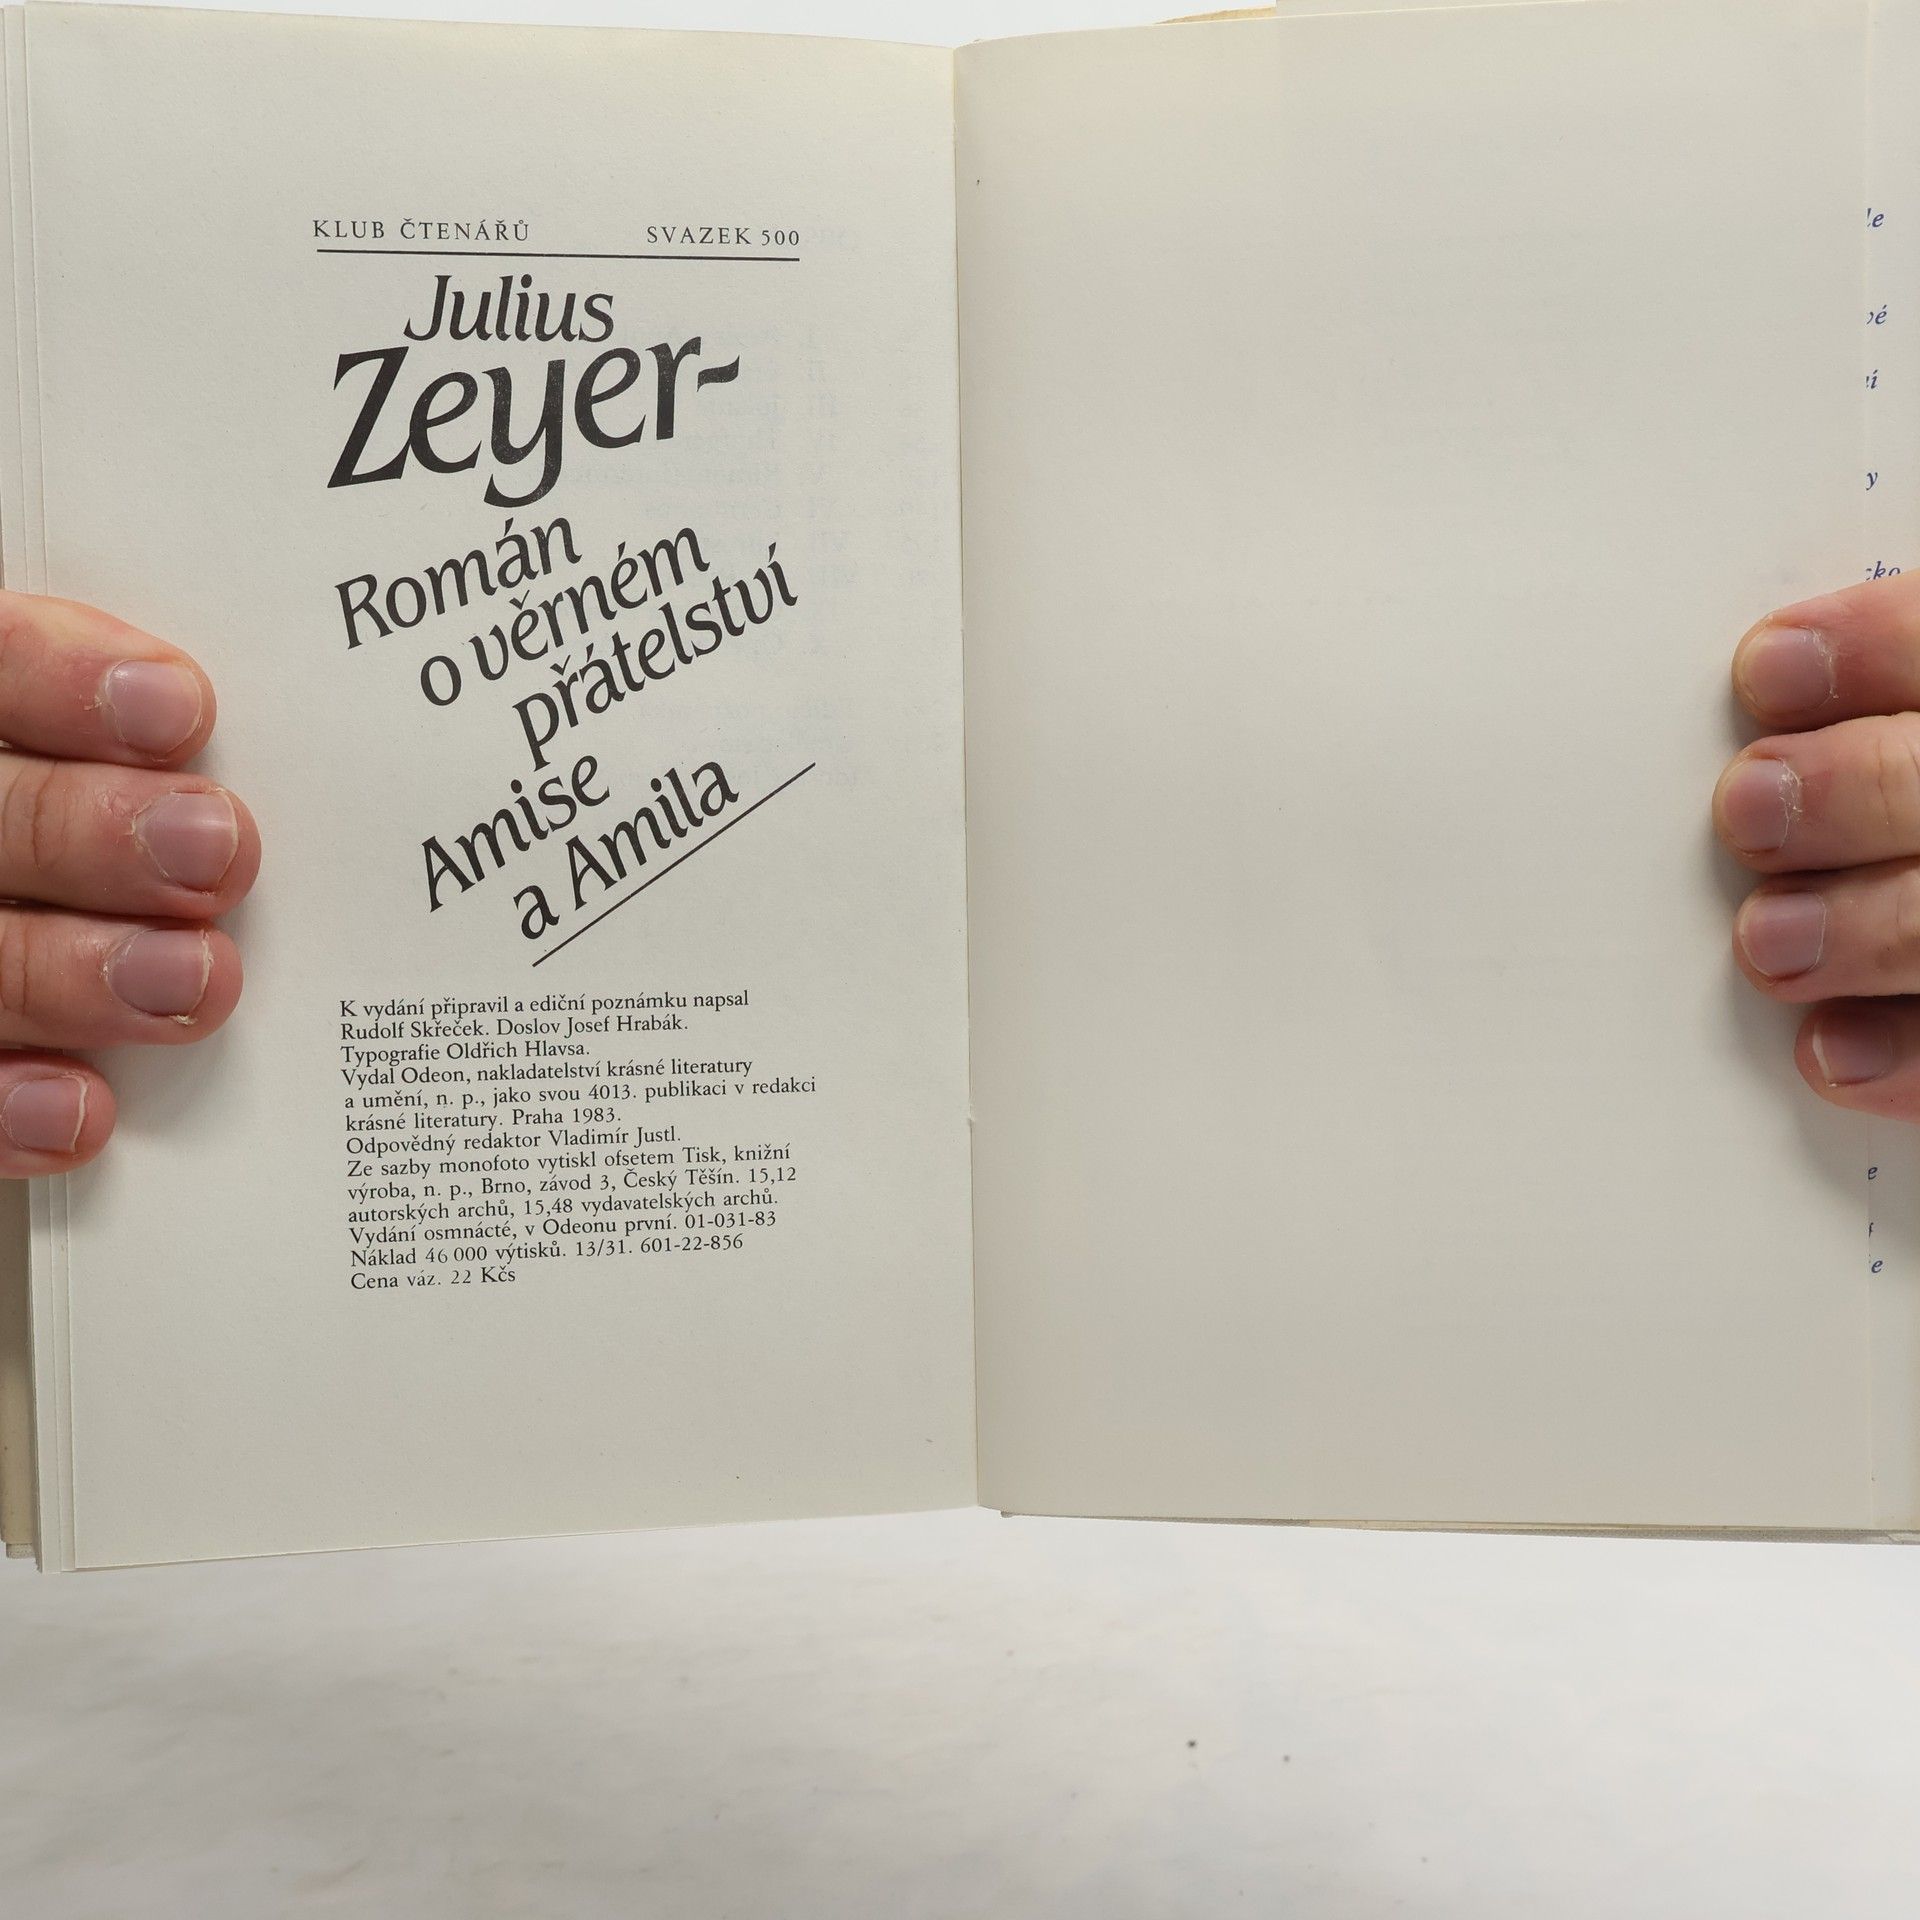 KLUB ČTENÁŘŮ SVAZEK 500
Julius
Zeyer-
Román
o věrném
přátelství
Amise
a Amila
K vydání připravil a ediční poznámku napsal
Rudolf Skřeček. Doslov Josef Hrabák.
Typografie Oldřich Hlavsa.
Vydal Odeon, nakladatelství krásné literatury
a umění, n. p., jako svou 4013. publikaci v redakci
krásné literatury. Praha 1983.
Odpovědný redaktor Vladimír Justl.
Ze sazby monofoto vytiskl ofsetem Tisk, knižní
výroba, n. p., Brno, závod 3, Český Těšín. 15,12
autorských archů, 15,48 vydavatelských archů.
Vydání osmnácté, v Odeonu první. 01-031-83
Náklad 46 000 výtisků. 13/31. 601-22-856
Cena váz. 22 Kčs